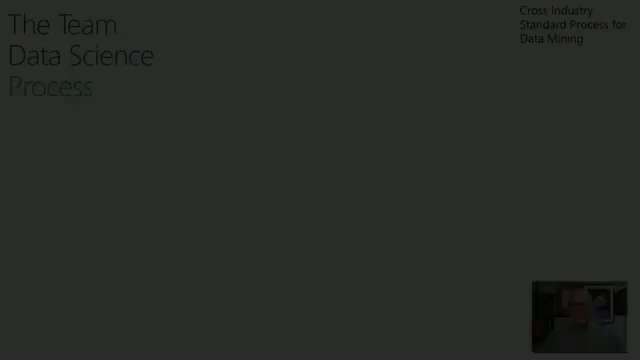 The Team
Data Science
Process
Cross Industry
Standard Process for
Data Mining